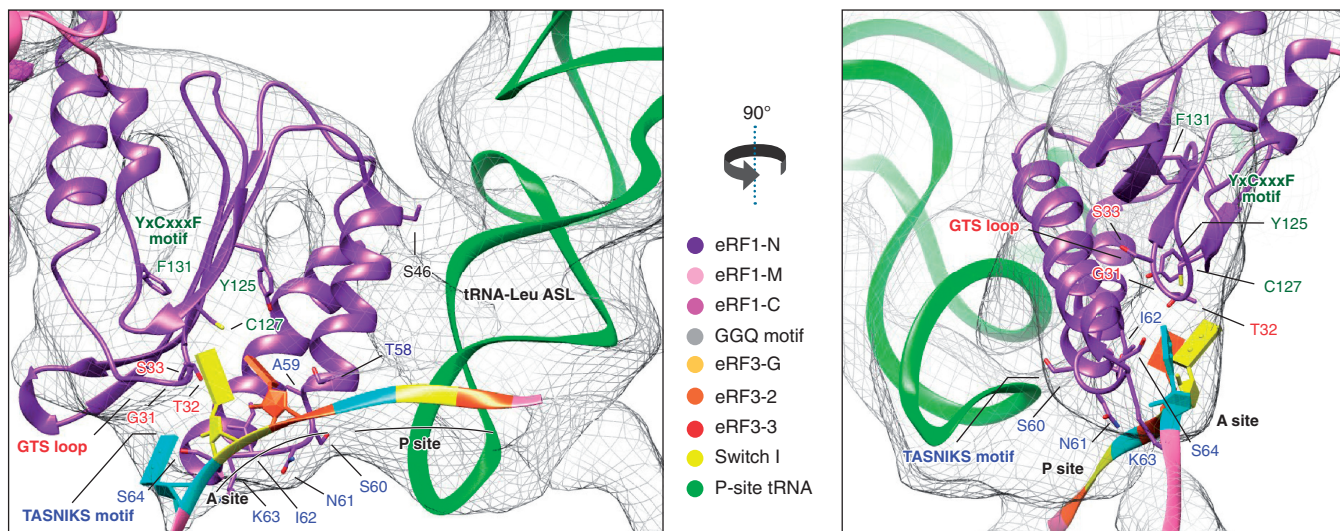 YxCxxxF
motif
F131
Y125
C127
S46
tRNA-Leu ASL
A59
T58
S33
T32
G31
GTS loop
P site
A site
S64
S60
N61
K63
I62
TASNIKS motif
90°
eRF1-N
eRF1-M
eRF1-C
GGQ motif
eRF3-G
eRF3-2
eRF3-3
Switch I
P-site tRNA
F131
YxCxxxF
motif
S33
Y125
GTS loop
G31
C127
I62
T32
A site
S60
N61
S64
TASNIKS motif
K63
P site